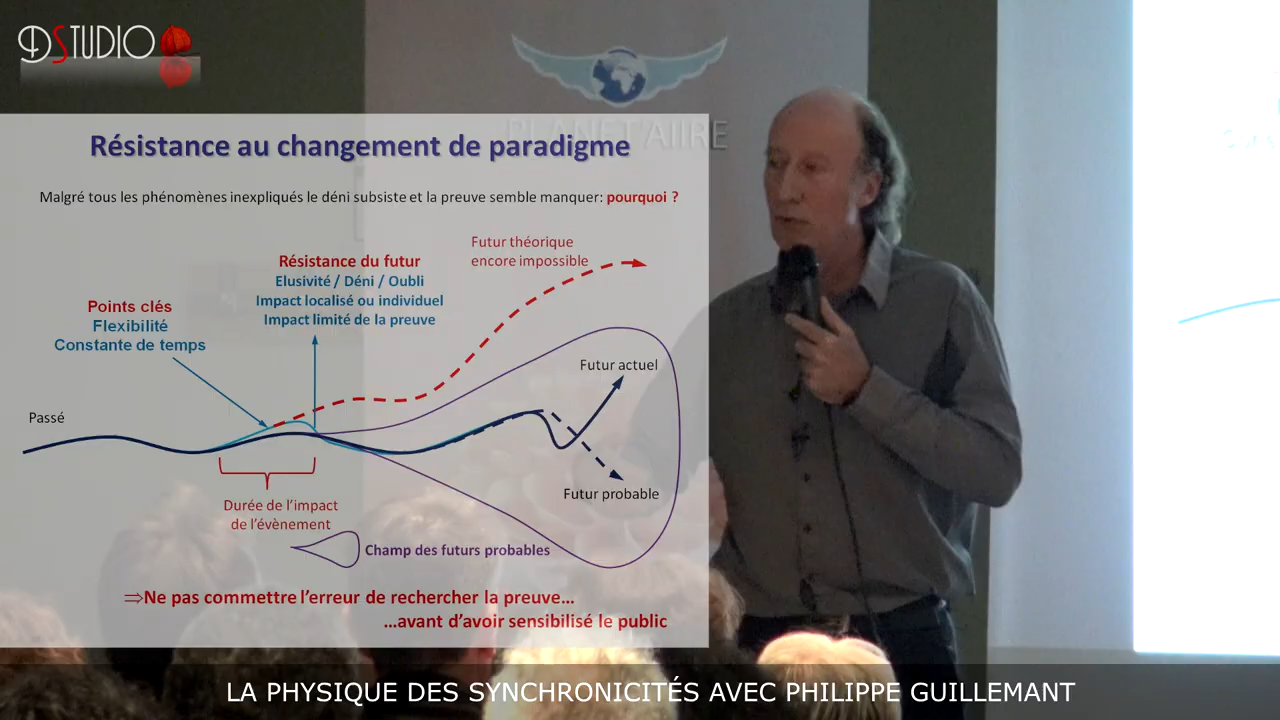 DSTUDIO
PLANET'AIIRE
Résistance au changement de paradigme
Malgré tous les phénomènes inexpliqués le déni subsiste et la preuve semble manquer: pourquoi ?
Futur théorique
encore impossible
Résistance du futur
Elusivité / Déni / Oubli
Impact localisé ou individuel
Impact limité de la preuve
Points clés
Flexibilité
Constante de temps
Futur actuel
Passé
Futur probable
Durée de l'impact
de l'évènement
Champ des futurs probables
⇒Ne pas commettre l'erreur de rechercher la preuve...
...avant d'avoir sensibilisé le public
LA PHYSIQUE DES SYNCHRONICITÉS AVEC PHILIPPE GUILLEMANT